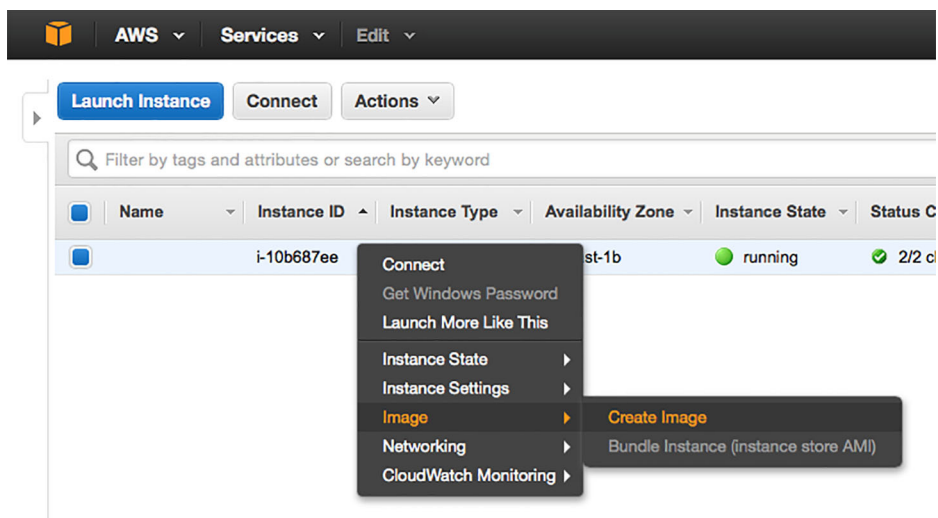 AWS Services Edit
Launch Instance Connect Actions
Filter by tags and attributes or search by keyword
Name Instance ID Instance Type Availability Zone Instance State Status C
i-10b687ee st-1b running 2/2 cl
Connect
Get Windows Password
Launch More Like This
Instance State
Instance Settings
Image Create Image
Networking Bundle Instance (instance store AMI)
CloudWatch Monitoring